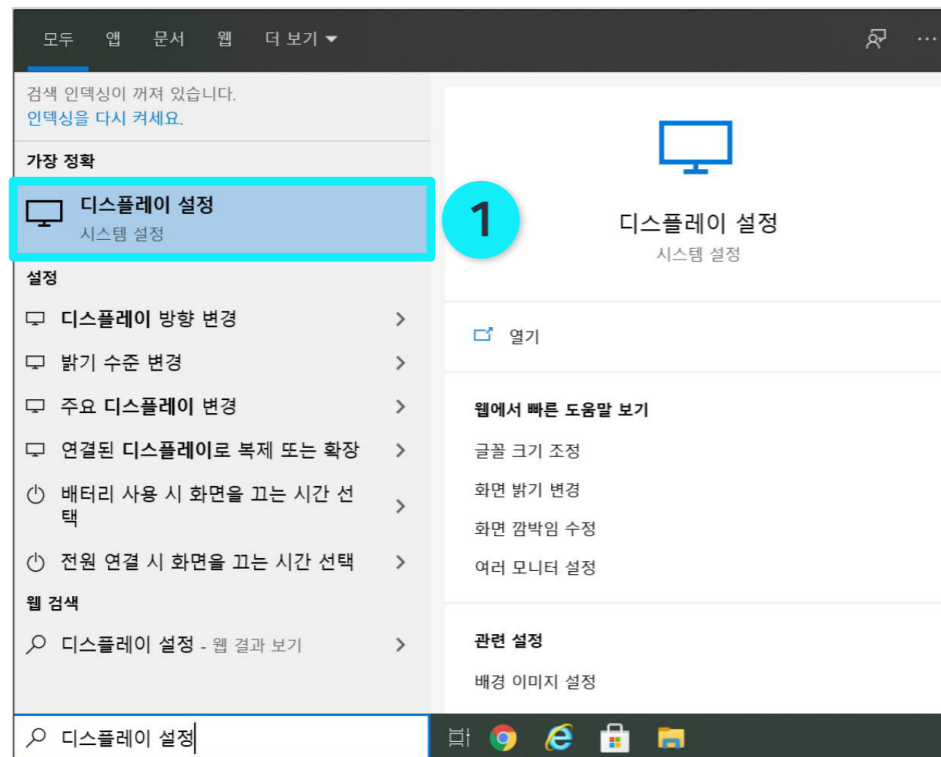 모두 앱 문서 웹 더 보기
검색 인덱싱이 꺼져 있습니다.
인덱싱을 다시 켜세요.
가장 정확
디스플레이 설정
시스템 설정
1
설정
디스플레이 방향 변경
밝기 수준 변경
주요 디스플레이 변경
연결된 디스플레이로 복제 또는 확장
배터리 사용 시 화면을 끄는 시간 선
택
전원 연결 시 화면을 끄는 시간 선택
웹 검색
디스플레이 설정 - 웹 결과 보기
디스플레이 설정
디스플레이 설정
시스템 설정
열기
웹에서 빠른 도움말 보기
글꼴 크기 조정
화면 밝기 변경
화면 깜박임 수정
여러 모니터 설정
관련 설정
배경 이미지 설정